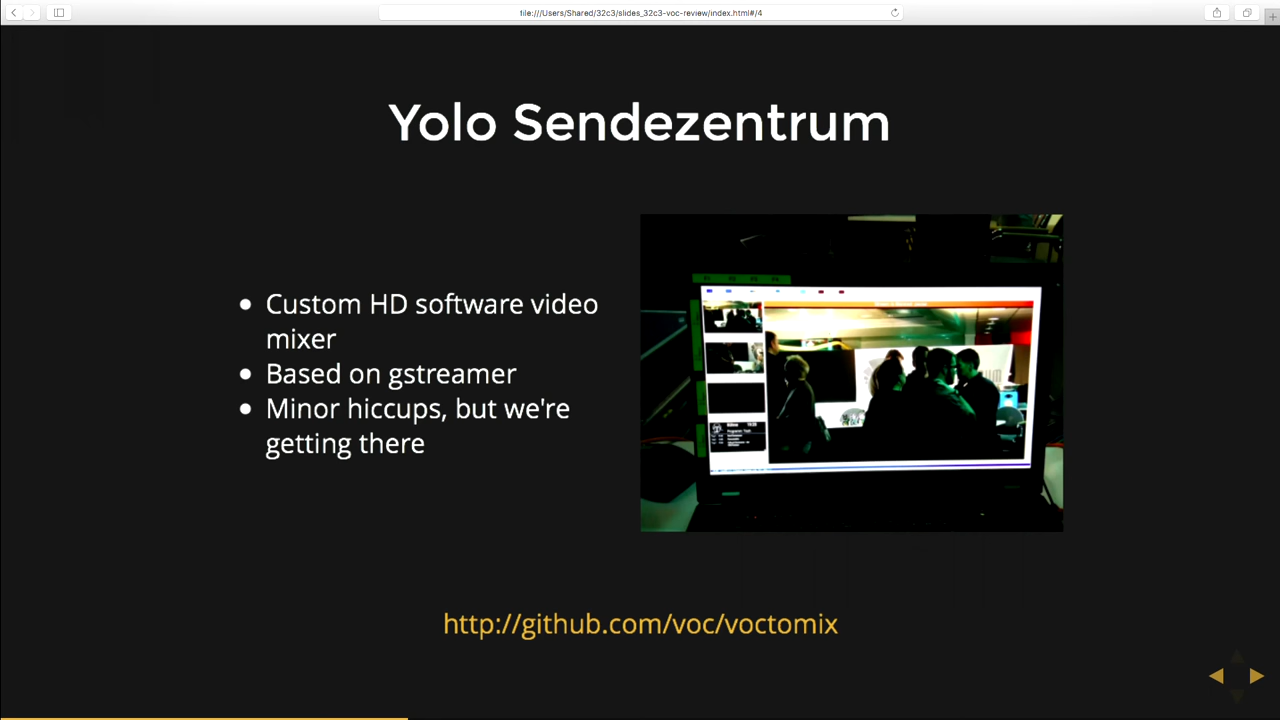 file:///Users/Shared/32c3/slides_32c3-voc-review/index.html#/4
Yolo Sendezentrum
Custom HD software video
mixer
Based on gstreamer
Minor hiccups, but we're
getting there
http://github.com/voc/voctomix